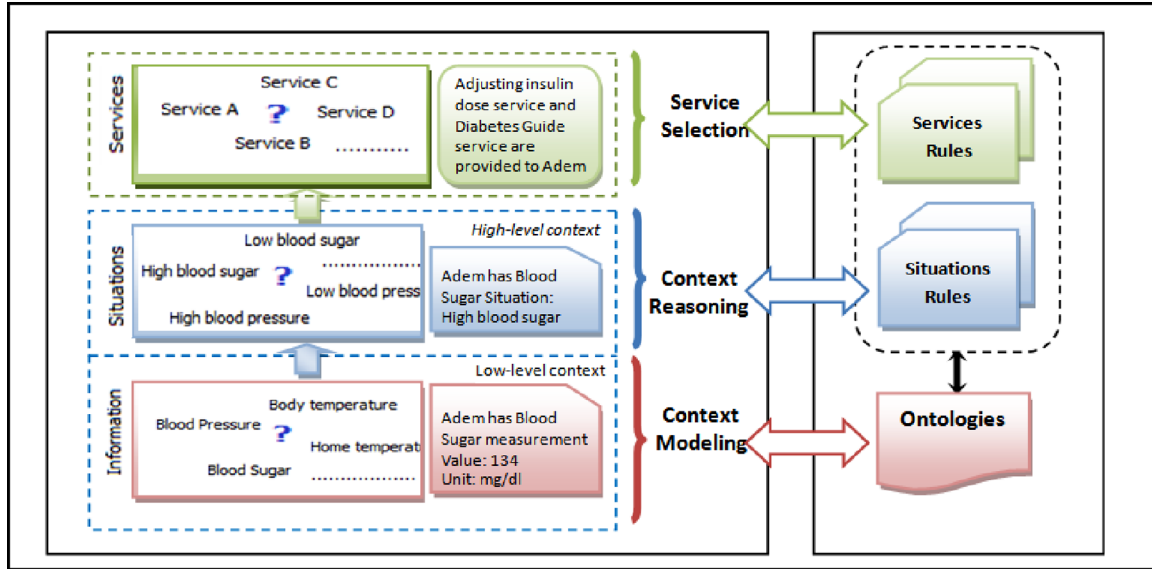 Services
Service C
Service A
?
Service D
Service B
...........
Adjusting insulin
dose service and
Diabetes Guide
service are
provided to Adem
Service
Selection
Services
Rules
Situations
High-level context
Low blood sugar
High blood sugar
?
................
Low blood press
High blood pressure
Adem has Blood
Sugar Situation:
High blood sugar
Context
Reasoning
Situations
Rules
Information
Low-level context
Body temperature
Blood Pressure
?
Home temperat
Blood Sugar
................
Adem has Blood
Sugar measurement
Value: 134
Unit: mg/dl
Context
Modeling
Ontologies